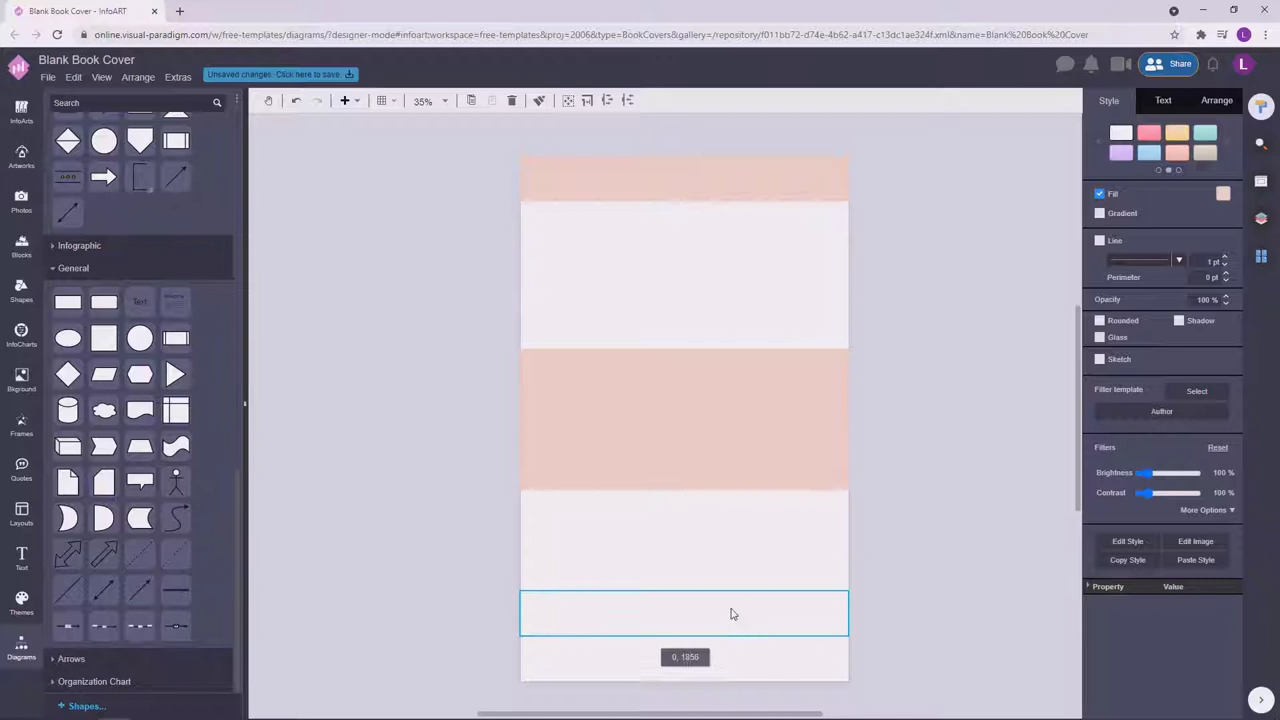 Blank Book Cover - InfoART
online.visual-paradigm.com/w/free-templates/diagrams/?designer-mode#infoart:workspace=free-templates&proj=2006&type=BookCovers&gallery=/repository/f011bb72-d74e-4b62-a417-c13dc1ae324f.xml&name=Blank%20Book%20Cover
L
Blank Book Cover
File Edit View Arrange Extras
Unsaved changes. Click here to save.
Share
L
Search
35%
Style Text Arrange
InfoArts
Artworks
Photos
Blocks
Shapes
InfoCharts
Bkground
Frames
Quotes
Layouts
Text
Themes
Diagrams
Infographic
General
Text
Arrows
Organization Chart
+ Shapes...
0, 1856
Fill
Gradient
Line
1 pt
Perimeter 0 pt
Opacity 100 %
Rounded Shadow
Glass
Sketch
Filter template Select
Author
Filters Reset
Brightness 100 %
Contrast 100 %
More Options ▼
Edit Style Edit Image
Copy Style Paste Style
Property Value